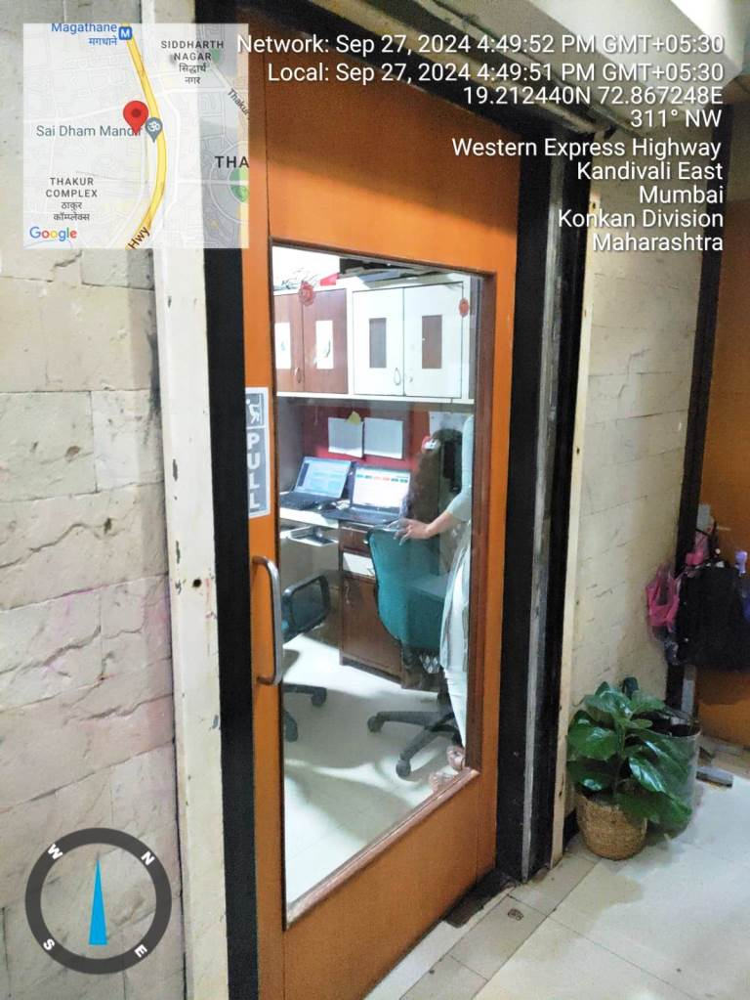 Magathane M
मागथाने
SIDDHARTH
NAGAR
सिद्धार्थ
नगर
Sai Dham Mandir
THA
THAKUR
COMPLEX
ठाकुर
कॉम्प्लेक्स
Google
Hwy
Network: Sep 27, 2024 4:49:52 PM GMT+05:30
Local: Sep 27, 2024 4:49:51 PM GMT+05:30
19.212440N 72.867248E
311° NW
Western Express Highway
Kandivali East
Mumbai
Konkan Division
Maharashtra
PULL
W
N
S
E